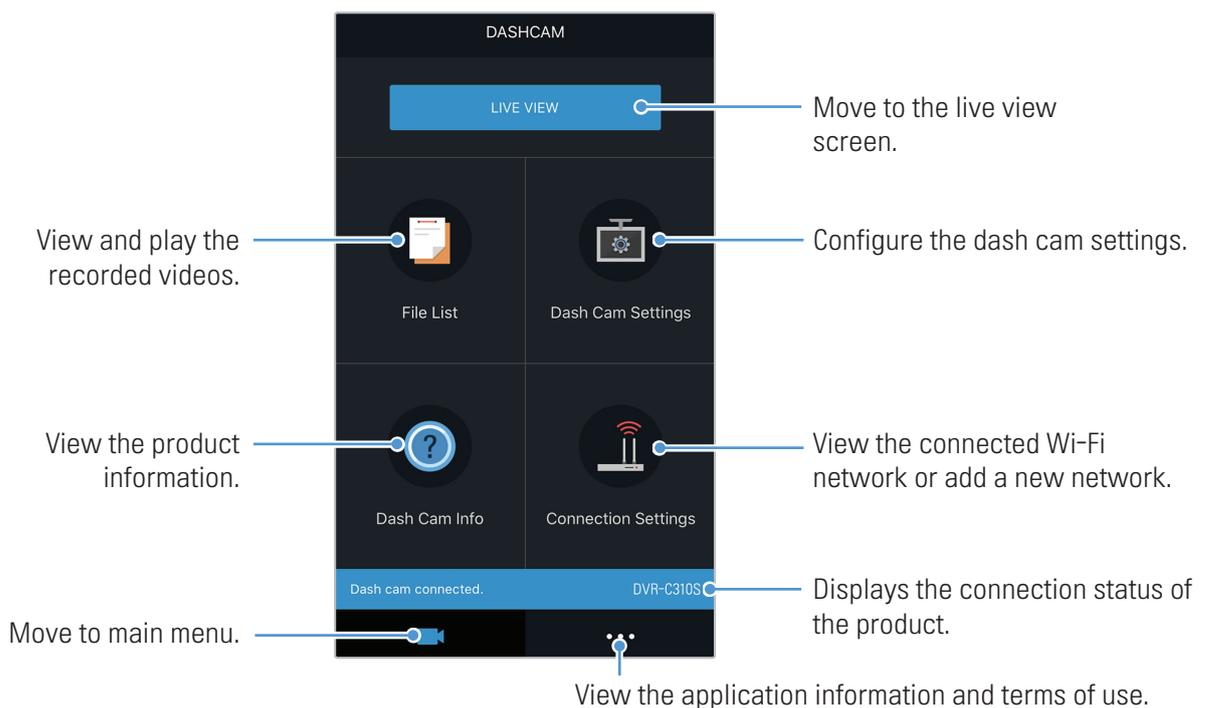 DASHCAM
LIVE VIEW
Move to the live view
screen.
View and play the
recorded videos.
Configure the dash cam settings.
File List
Dash Cam Settings
View the product
information.
?
View the connected Wi-Fi
network or add a new network.
Dash Cam Info
Connection Settings
Dash cam connected.
DVR-C310S
Displays the connection status of
the product.
Move to main menu.
View the application information and terms of use.